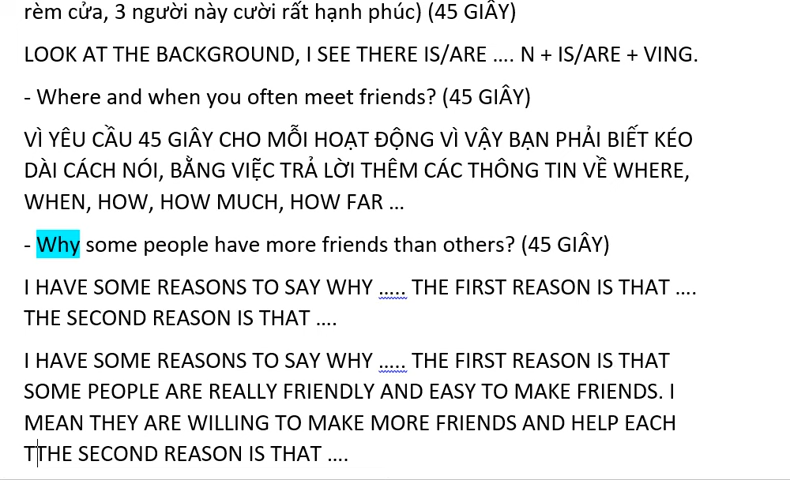 rèm cửa, 3 người này cười rất hạnh phúc) (45 GIÂY)
LOOK AT THE BACKGROUND, I SEE THERE IS/ARE .... N + IS/ARE + VING.
- Where and when you often meet friends? (45 GIÂY)
VÌ YÊU CẦU 45 GIÂY CHO MỖI HOẠT ĐỘNG VÌ VẬY BẠN PHẢI BIẾT KÉO
DÀI CÁCH NÓI, BẰNG VIỆC TRẢ LỜI THÊM CÁC THÔNG TIN VỀ WHERE,
WHEN, HOW, HOW MUCH, HOW FAR ...
- Why some people have more friends than others? (45 GIÂY)
I HAVE SOME REASONS TO SAY WHY ..... THE FIRST REASON IS THAT ....
THE SECOND REASON IS THAT ....
I HAVE SOME REASONS TO SAY WHY ..... THE FIRST REASON IS THAT
SOME PEOPLE ARE REALLY FRIENDLY AND EASY TO MAKE FRIENDS. I
MEAN THEY ARE WILLING TO MAKE MORE FRIENDS AND HELP EACH
TTHE SECOND REASON IS THAT ....